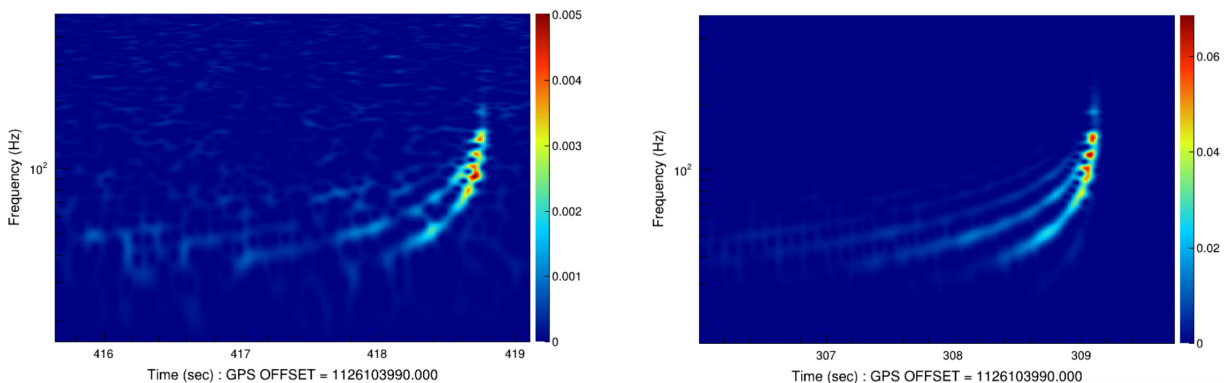 0.005
0.004
0.003
0.002
0.001
0
Frequency (Hz)
10²
416 417 418 419
Time (sec) : GPS OFFSET = 1126103990.000
0.06
0.04
0.02
0
Frequency (Hz)
10²
307 308 309
Time (sec) : GPS OFFSET = 1126103990.000